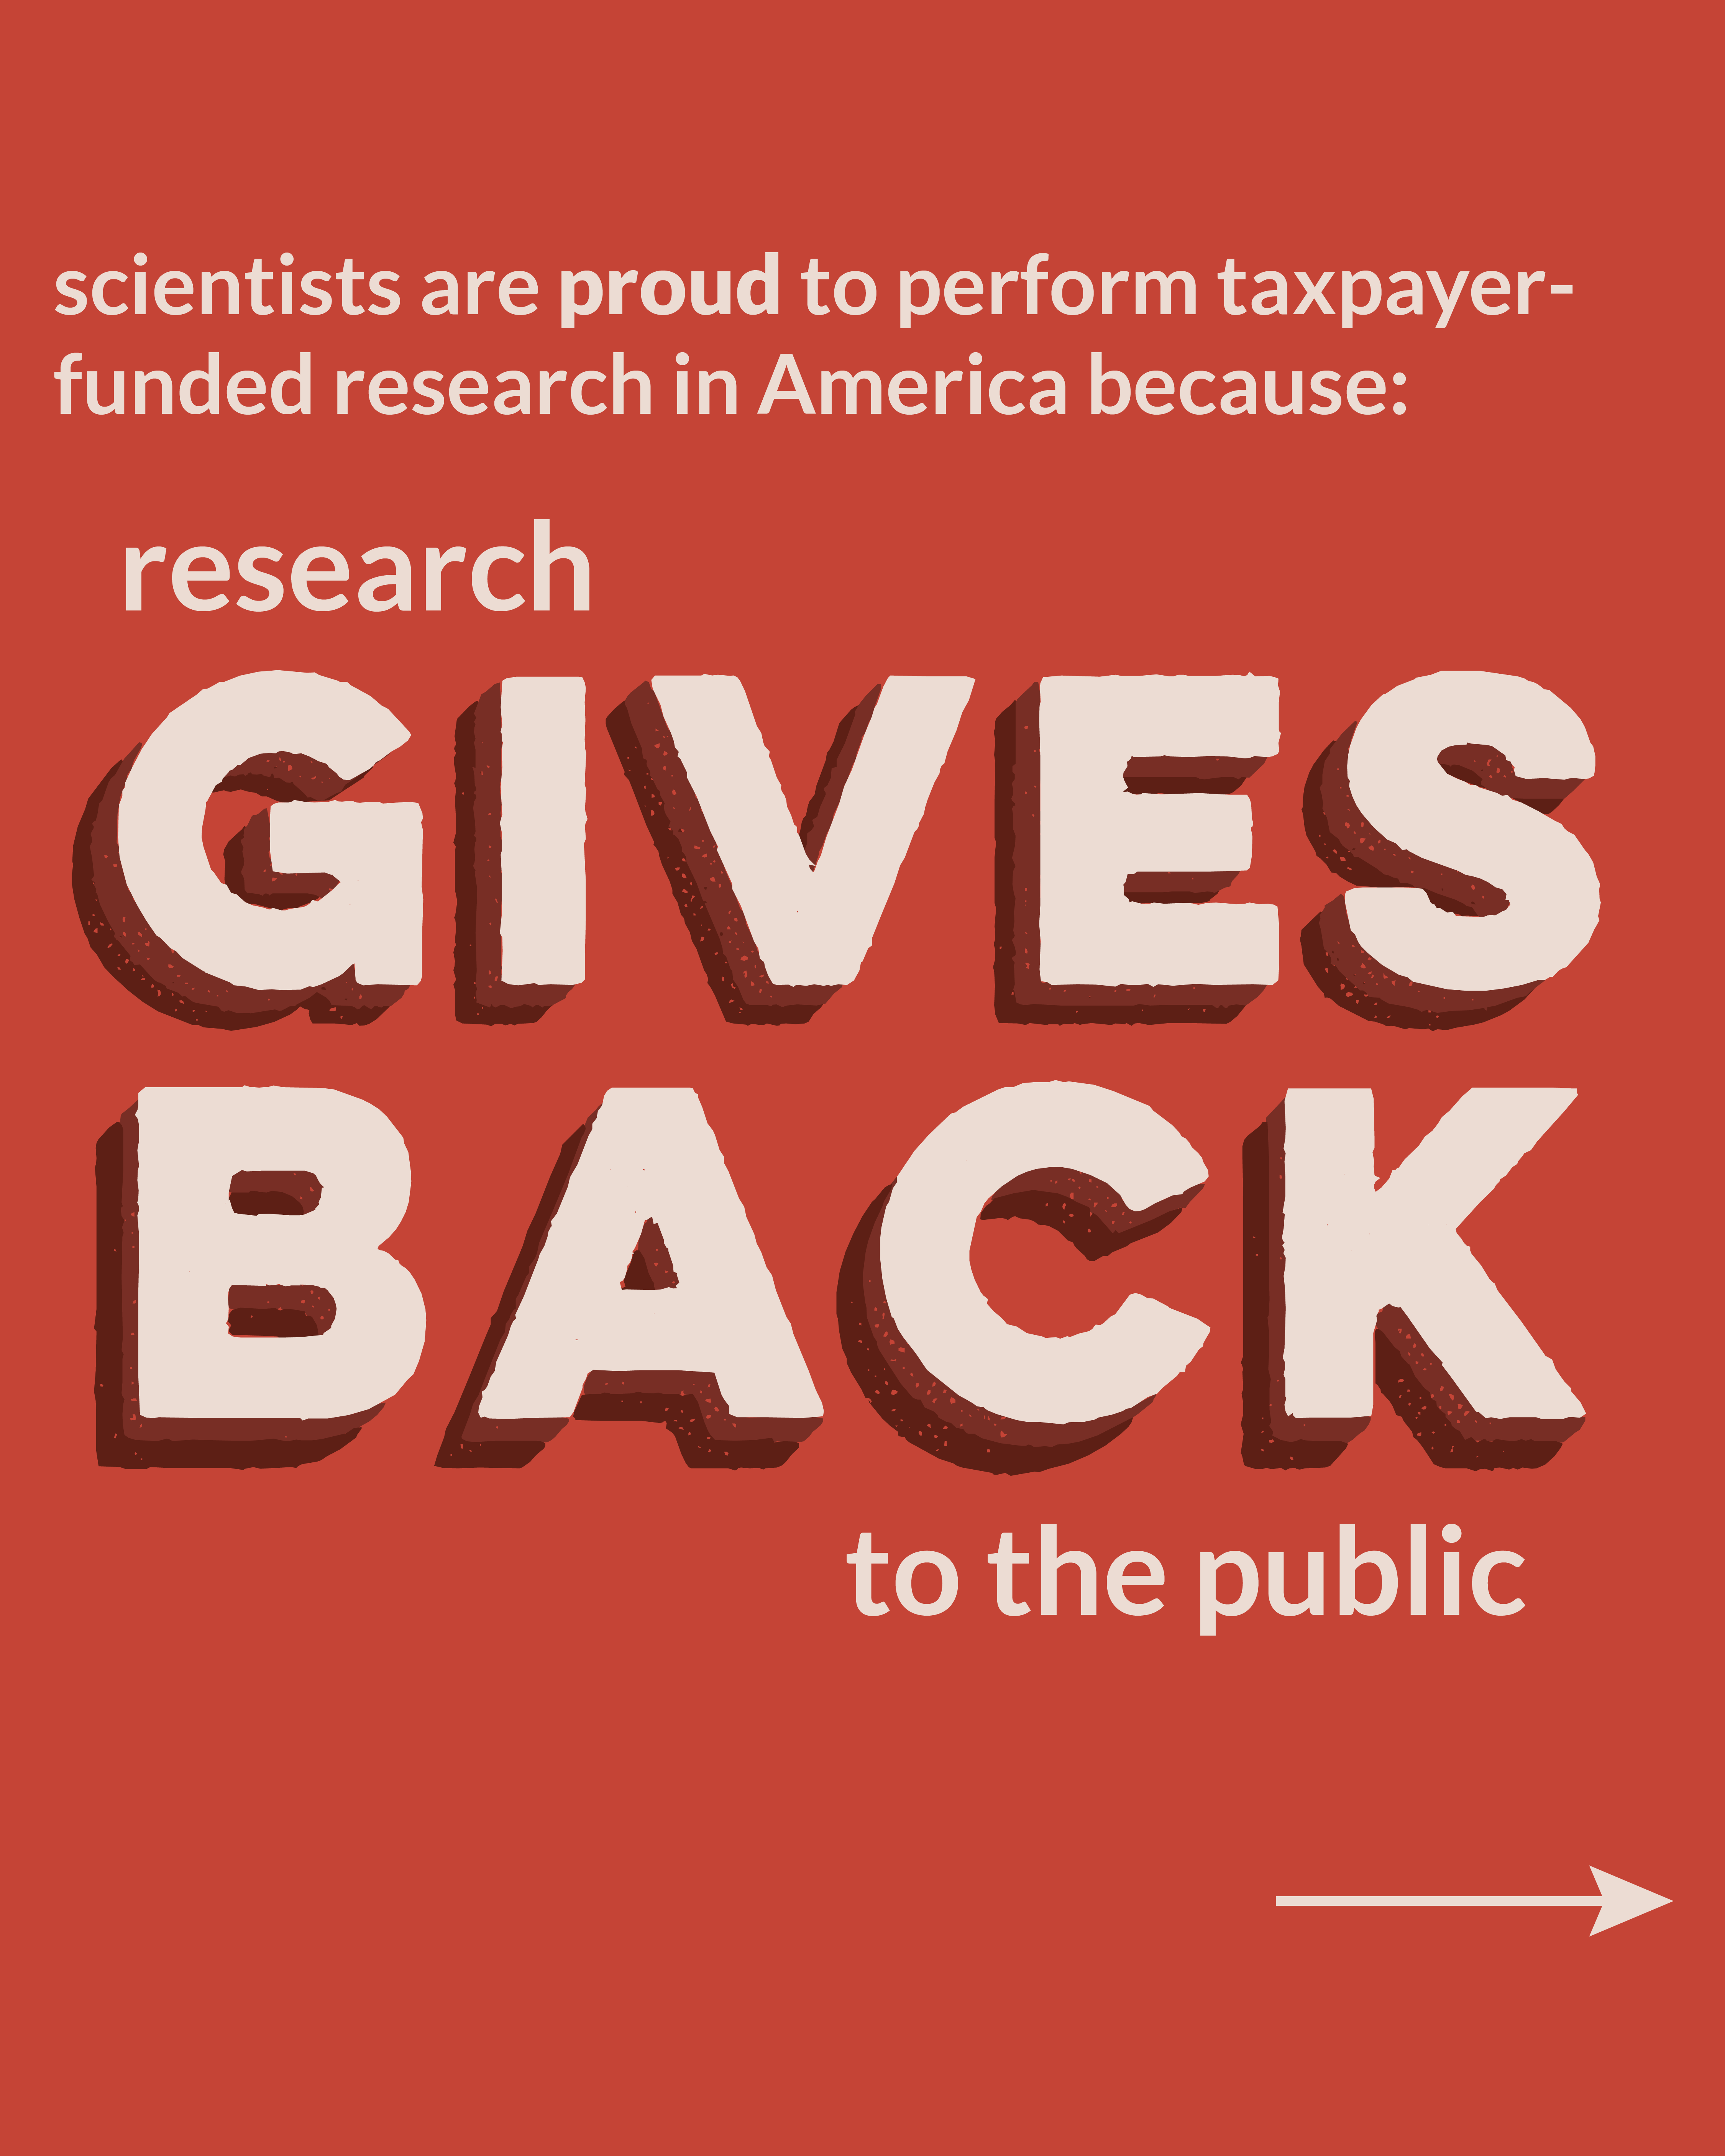 scientists are proud to perform taxpayer-
funded research in America because:
research
GIVES
BACK
to the public